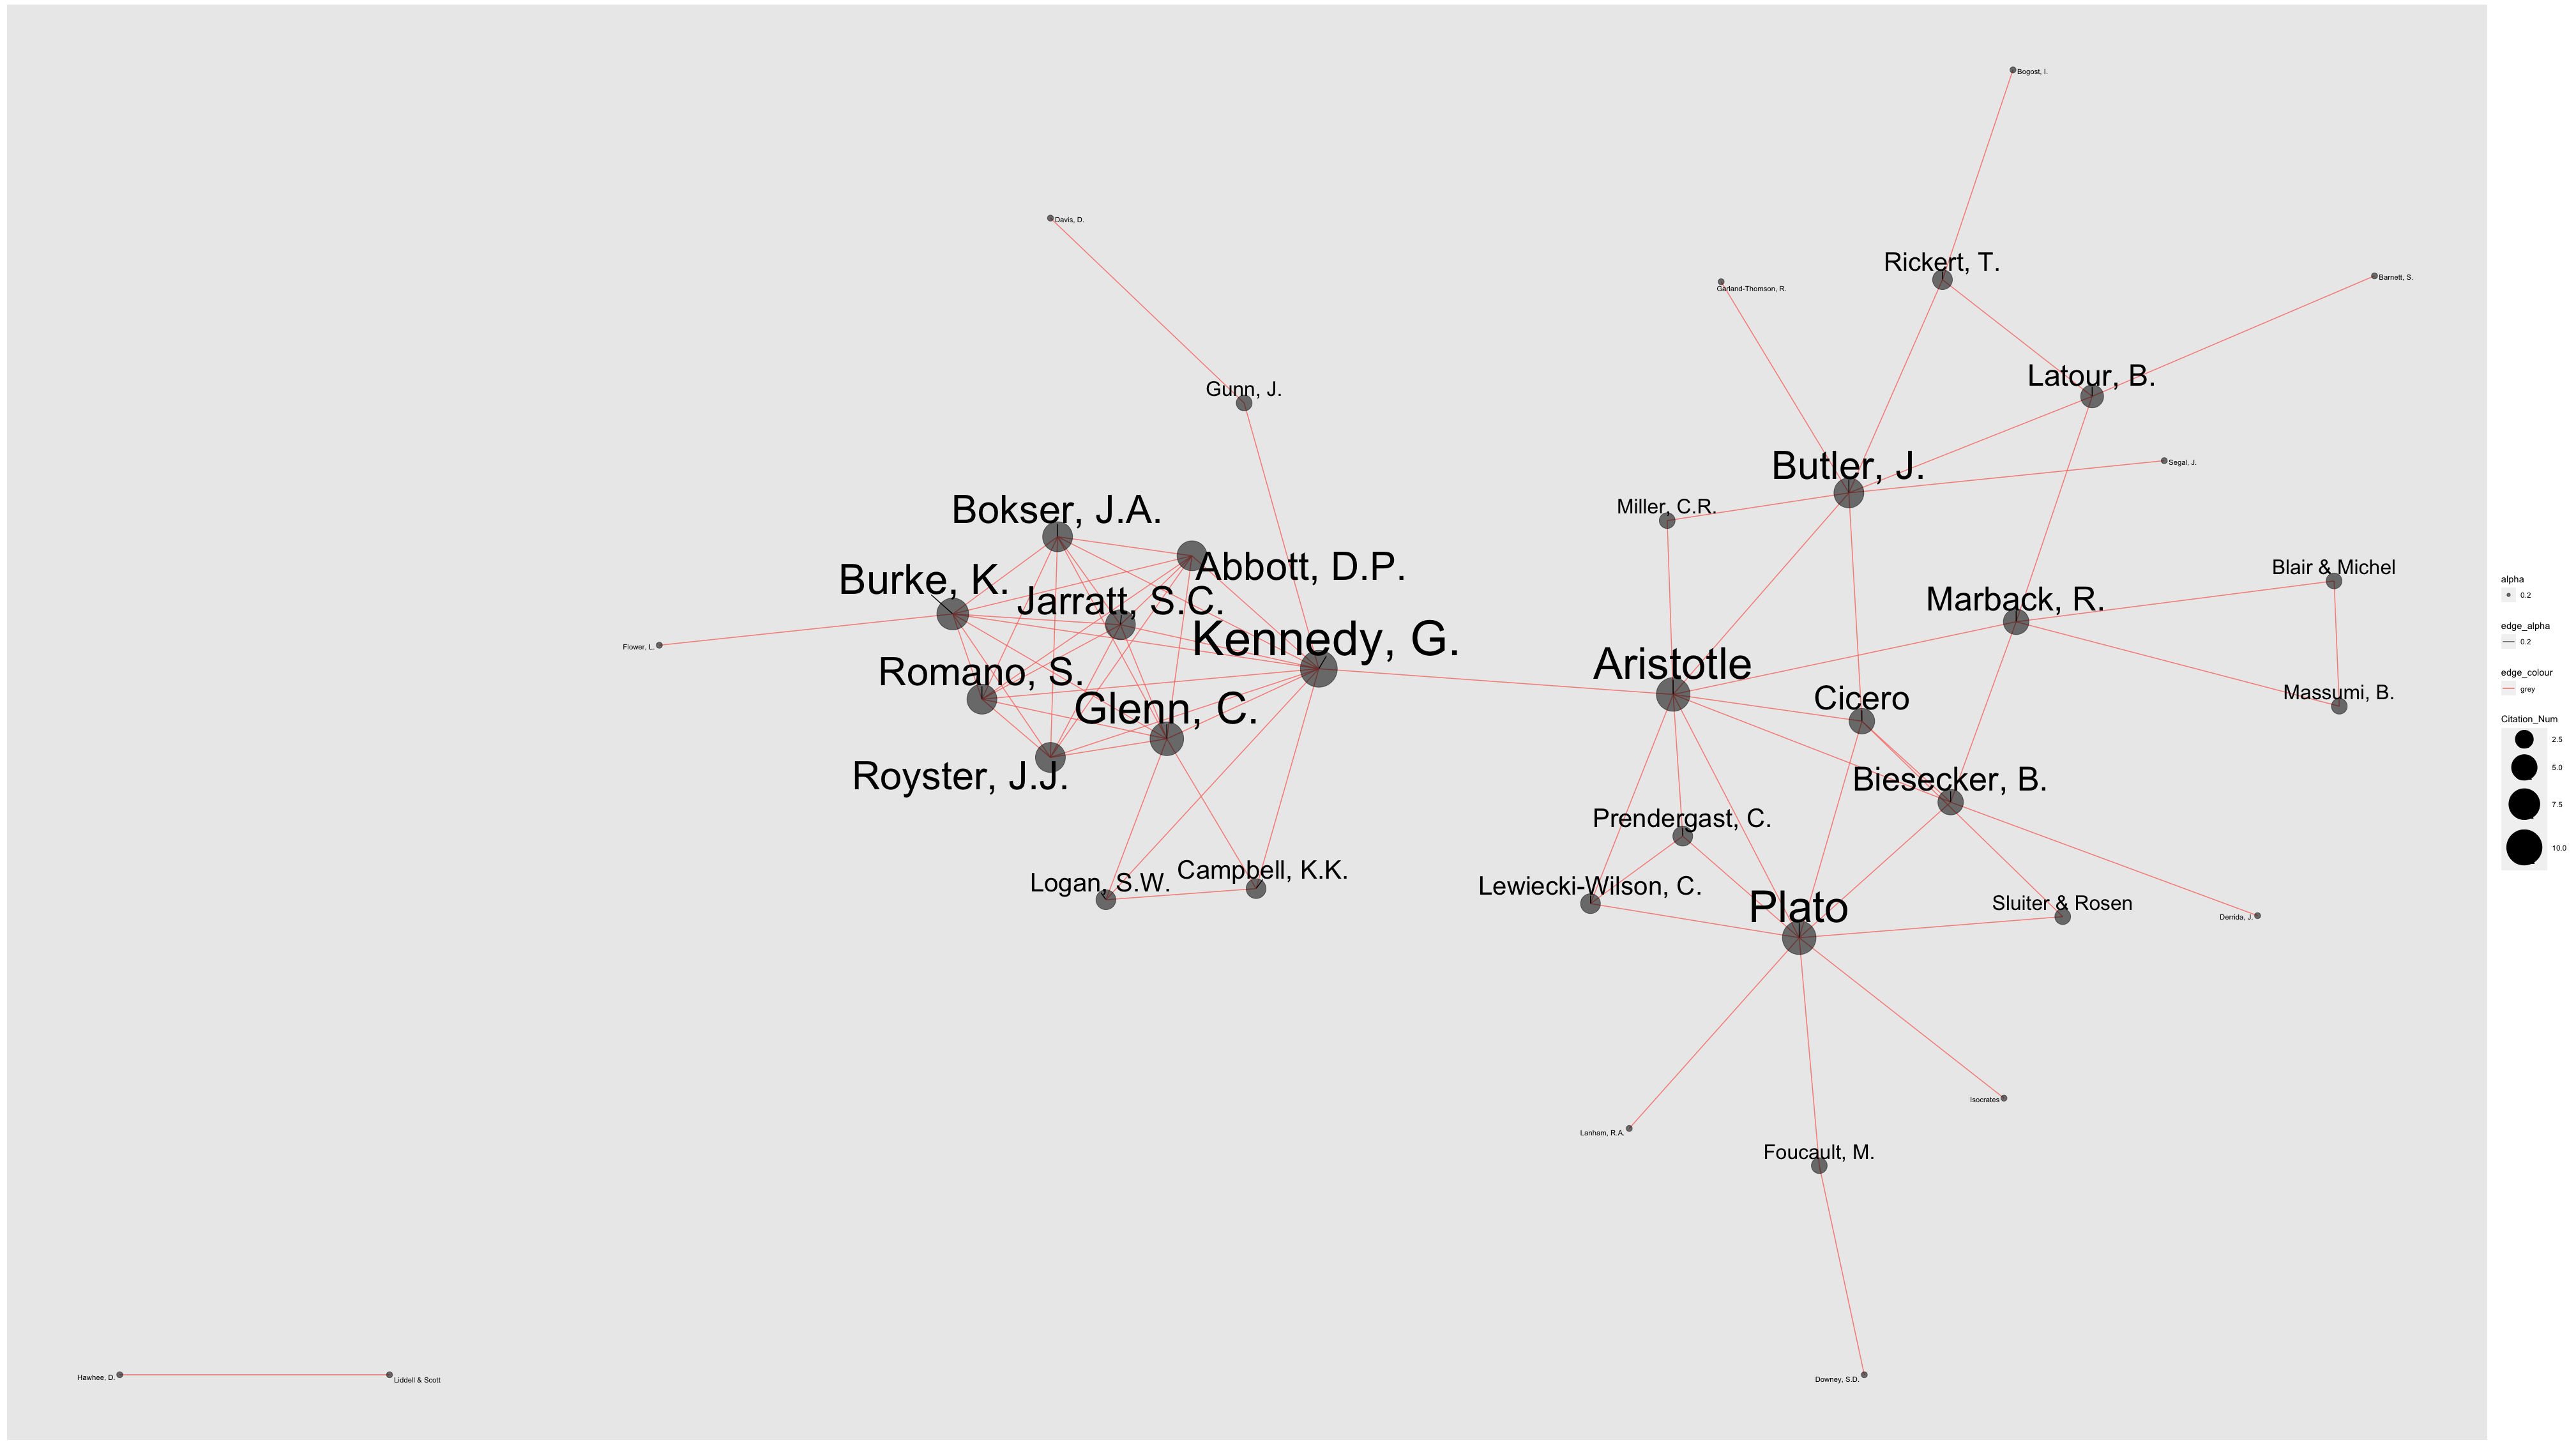 Bogost, I.
Davis, D.
Rickert, T.
Barnett, S.
Garland-Thomson, R.
Latour, B.
Gunn, J.
Butler, J.
Segal, J.
Miller, C.R.
Bokser, J.A.
Abbott, D.P.
Blair & Michel
Burke, K.
Jarratt, S.C.
Marback, R.
Kennedy, G.
Flower, L.
Aristotle
Romano, S.
Massumi, B.
Cicero
Glenn, C.
Royster, J.J.
Biesecker, B.
Prendergast, C.
Campbell, K.K.
Logan, S.W.
Lewiecki-Wilson, C.
Plato
Sluiter & Rosen
Derrida, J.
Isocrates
Lanham, R.A.
Foucault, M.
Hawhee, D.
Liddell & Scott
Downey, S.D.
alpha
0.2
edge_alpha
0.2
edge_colour
grey
Citation_Num
2.5
5.0
7.5
10.0